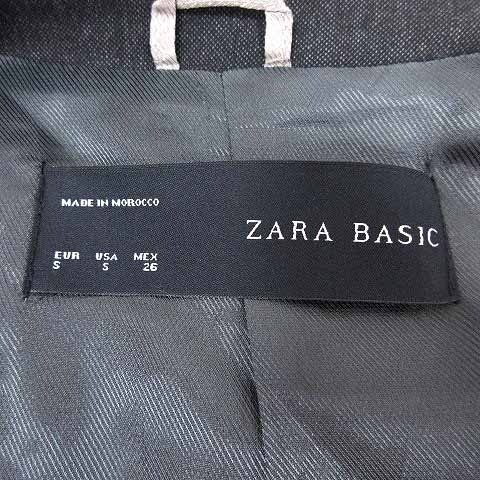 MADE IN MOROCCO
ZARA BASIC
EUR USA MEX
S S 26